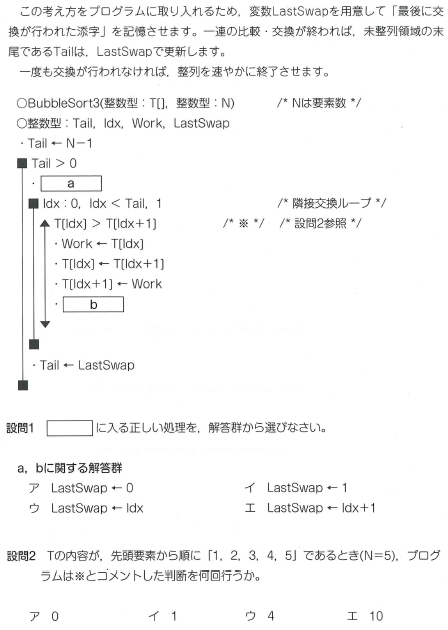 この考え方をプログラムに取り入れるため，変数LastSwapを用意して「最後に交
換が行われた添字」を記憶させます。一連の比較・交換が終われば，未整列領域の末
尾であるTailは，LastSwapで更新します。
一度も交換が行われなければ，整列を速やかに終了させます。
○BubbleSort3(整数型：T[], 整数型：N) /* Nは要素数 */
○整数型：Tail, Idx, Work, LastSwap
・Tail ← N−1
■ Tail > 0
・ a
■ Idx：0, Idx < Tail, 1 /* 隣接交換ループ */
T[Idx] > T[Idx+1] /* ※ */ /* 設問2参照 */
・Work ← T[Idx]
・T[Idx] ← T[Idx+1]
・T[Idx+1] ← Work
・ b
■
・Tail ← LastSwap
■
設問1 に入る正しい処理を，解答群から選びなさい。
a，bに関する解答群
ア LastSwap ← 0 イ LastSwap ← 1
ウ LastSwap ← Idx エ LastSwap ← Idx+1
設問2 Tの内容が，先頭要素から順に「1，2，3，4，5」であるとき(N=5)，プログ
ラムは※とコメントした判断を何回行うか。
ア 0 イ 1 ウ 4 エ 10